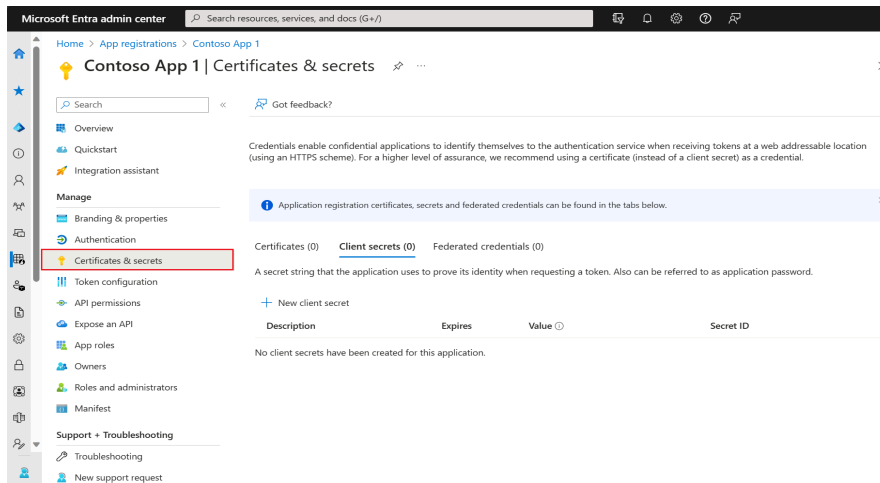 Microsoft Entra admin center
Search resources, services, and docs (G+/)
Home > App registrations > Contoso App 1
Contoso App 1 | Certificates & secrets
Search
Overview
Quickstart
Integration assistant
Manage
Branding & properties
Authentication
Certificates & secrets
Token configuration
API permissions
Expose an API
App roles
Owners
Roles and administrators
Manifest
Support + Troubleshooting
Troubleshooting
New support request
Got feedback?
Credentials enable confidential applications to identify themselves to the authentication service when receiving tokens at a web addressable location
(using an HTTPS scheme). For a higher level of assurance, we recommend using a certificate (instead of a client secret) as a credential.
Application registration certificates, secrets and federated credentials can be found in the tabs below.
Certificates (0) Client secrets (0) Federated credentials (0)
A secret string that the application uses to prove its identity when requesting a token. Also can be referred to as application password.
New client secret
Description Expires Value Secret ID
No client secrets have been created for this application.